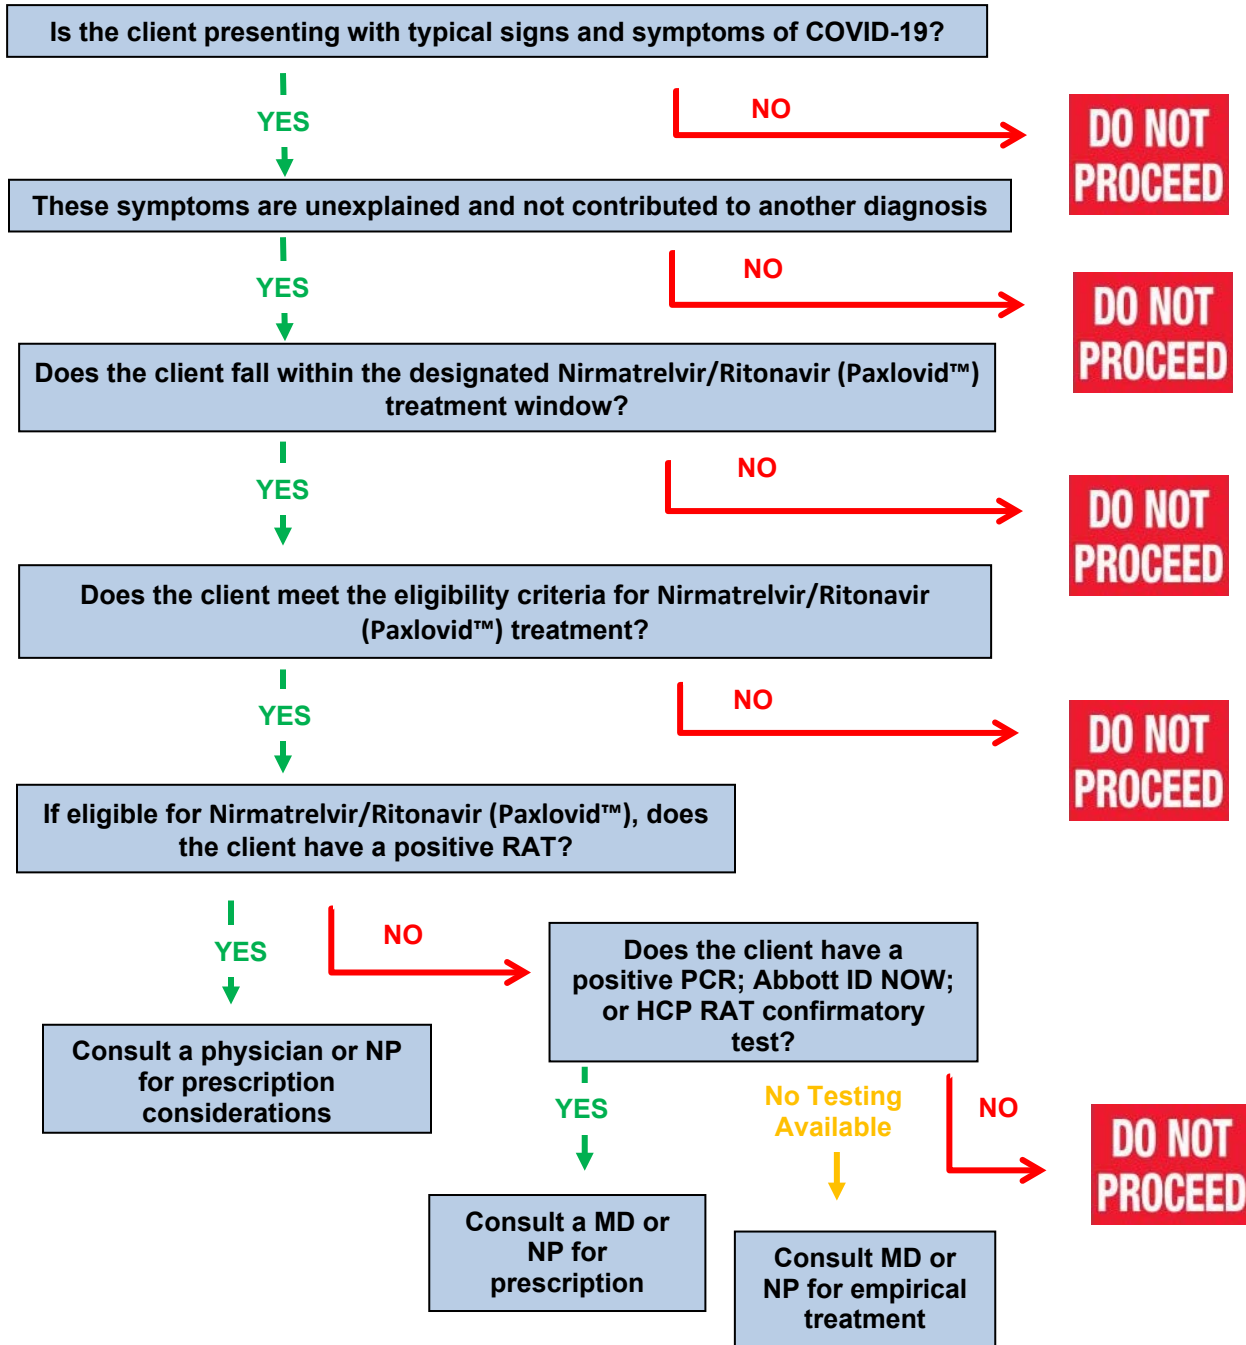 Is the client presenting with typical signs and symptoms of COVID-19?
YES
NO
DO NOT
PROCEED
These symptoms are unexplained and not contributed to another diagnosis
YES
NO
DO NOT
PROCEED
Does the client fall within the designated Nirmatrelvir/Ritonavir (Paxlovid™)
treatment window?
YES
NO
DO NOT
PROCEED
Does the client meet the eligibility criteria for Nirmatrelvir/Ritonavir
(Paxlovid™) treatment?
YES
NO
DO NOT
PROCEED
If eligible for Nirmatrelvir/Ritonavir (Paxlovid™), does
the client have a positive RAT?
YES
NO
Does the client have a
positive PCR; Abbott ID NOW;
or HCP RAT confirmatory
test?
Consult a physician or NP
for prescription
considerations
YES
No Testing
Available
NO
DO NOT
PROCEED
Consult a MD or
NP for
prescription
Consult MD or
NP for empirical
treatment